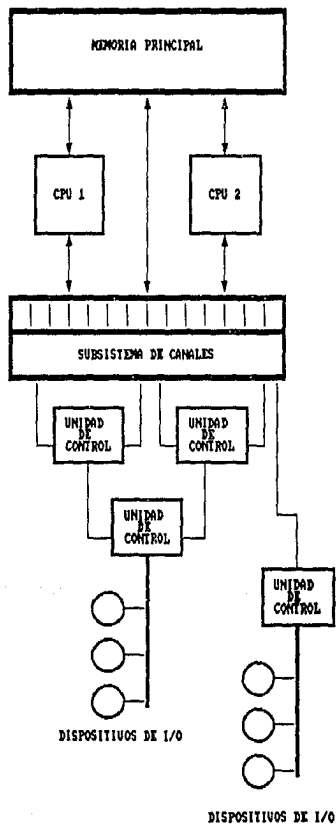 MEMORIA PRINCIPAL
CPU 1
CPU 2
SUBSISTEMA DE CANALES
UNIDAD
DE
CONTROL
UNIDAD
DE
CONTROL
UNIDAD
DE
CONTROL
UNIDAD
DE
CONTROL
DISPOSITIVOS DE I/O
DISPOSITIVOS DE I/O